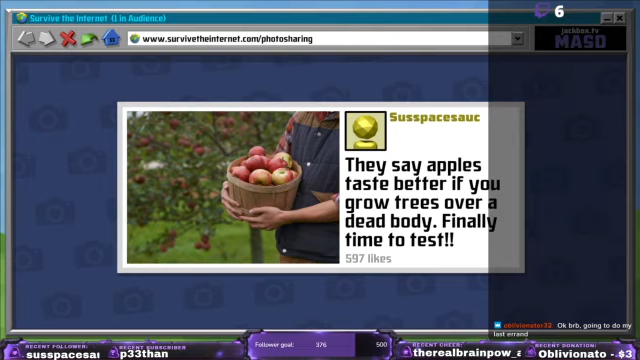 Survive the Internet (1 in Audience)
6
www.survivetheinternet.com/photosharing
jackbox.tv
MASD
Susspacesauc
They say apples
taste better if you
grow trees over a
dead body. Finally
time to test!!
597 likes
oblivionator32 Ok brb, going to do my
last errand
RECENT FOLLOWER:
susspacesau
RECENT SUBSCRIBER
p33than
Follower goal: 376 500
RECENT CHEER:
therealbrainpow
RECENT DONATION:
Oblivionato - $3